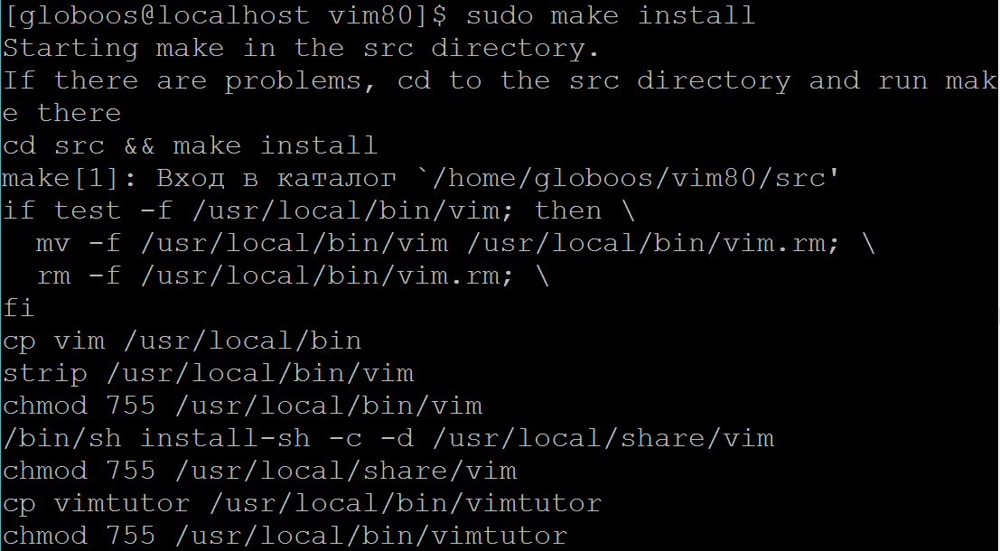 [globoos@localhost vim80]$ sudo make install
Starting make in the src directory.
If there are problems, cd to the src directory and run mak
e there
cd src && make install
make[1]: Вход в каталог `/home/globoos/vim80/src'
if test -f /usr/local/bin/vim; then \
  mv -f /usr/local/bin/vim /usr/local/bin/vim.rm; \
  rm -f /usr/local/bin/vim.rm; \
fi
cp vim /usr/local/bin
strip /usr/local/bin/vim
chmod 755 /usr/local/bin/vim
/bin/sh install-sh -c -d /usr/local/share/vim
chmod 755 /usr/local/share/vim
cp vimtutor /usr/local/bin/vimtutor
chmod 755 /usr/local/bin/vimtutor